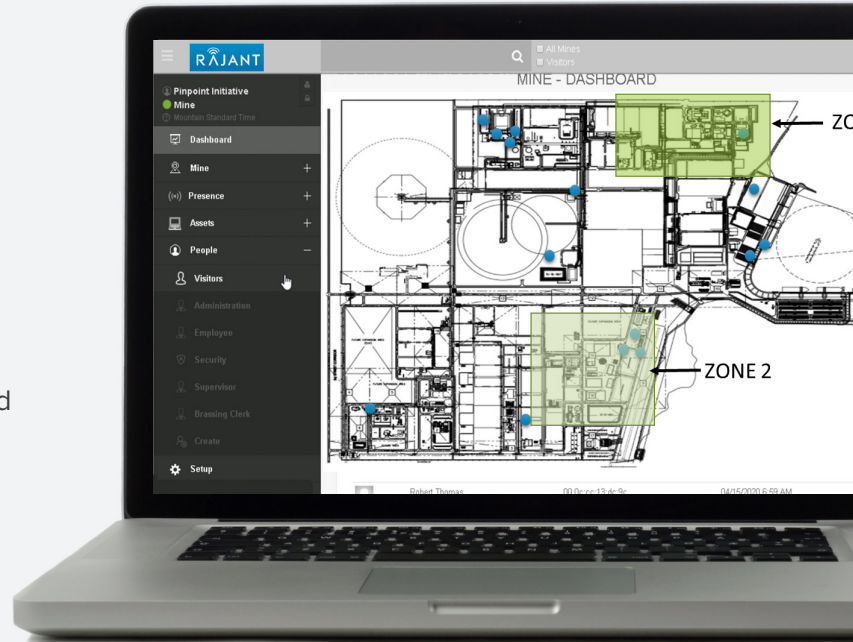 RAJANT
All Mines
Visitors
MINE - DASHBOARD
Pinpoint Initiative
Mine
Mountain Standard Time
Dashboard
Mine
Presence
Assets
People
Visitors
Administration
Employee
Security
Supervisor
Brassing Clerk
Create
Setup
ZO
ZONE 2
d
Robert Thomas
04/15/2020 6:59 AM